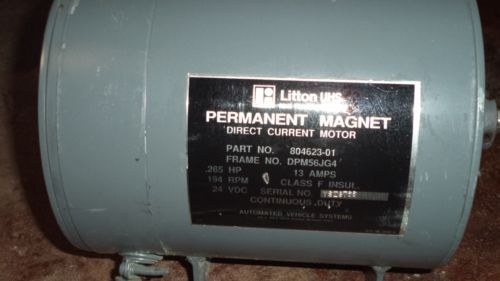 Litton UHS
PERMANENT MAGNET
DIRECT CURRENT MOTOR
PART NO. 804623-01
FRAME NO. DPM56JG4
.265 HP 13 AMPS
194 RPM CLASS F INSUL.
24 VDC SERIAL NO.
CONTINUOUS DUTY
AUTOMATED VEHICLE SYSTEMS